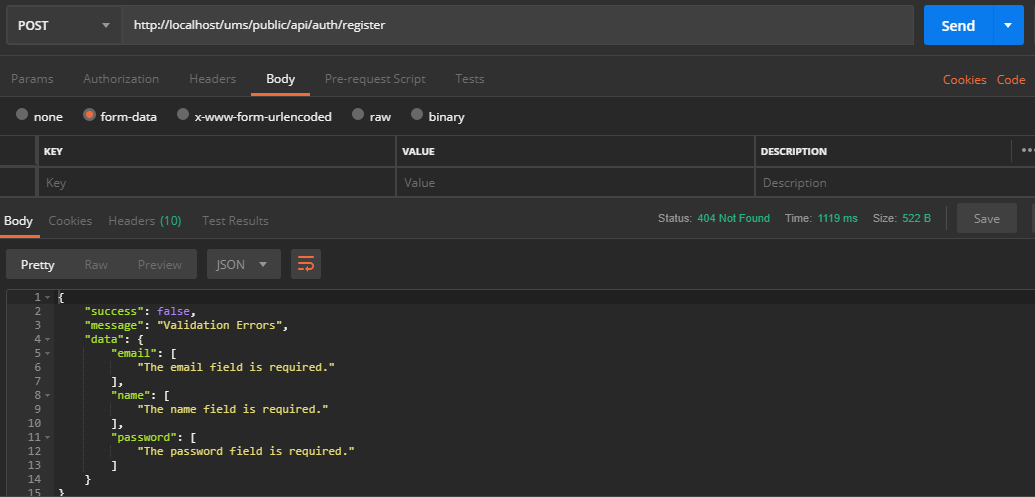 POST http://localhost/ums/public/api/auth/register Send
Params Authorization Headers Body Pre-request Script Tests Cookies Code
none form-data x-www-form-urlencoded raw binary
KEY VALUE DESCRIPTION •••
Key Value Description
Body Cookies Headers (10) Test Results Status: 404 Not Found Time: 1119 ms Size: 522 B Save
Pretty Raw Preview JSON
1 {
2 "success": false,
3 "message": "Validation Errors",
4 "data": {
5 "email": [
6 "The email field is required."
7 ],
8 "name": [
9 "The name field is required."
10 ],
11 "password": [
12 "The password field is required."
13 ]
14 }
15 }